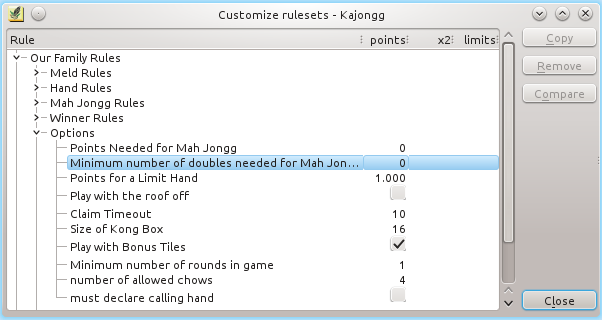 Customize rulesets - Kajongg
Rule points x2 limits
Our Family Rules
Meld Rules
Hand Rules
Mah Jongg Rules
Winner Rules
Options
Points Needed for Mah Jongg 0
Minimum number of doubles needed for Mah Jon... 0
Points for a Limit Hand 1.000
Play with the roof off
Claim Timeout 10
Size of Kong Box 16
Play with Bonus Tiles
Minimum number of rounds in game 1
number of allowed chows 4
must declare calling hand
Copy
Remove
Compare
Close